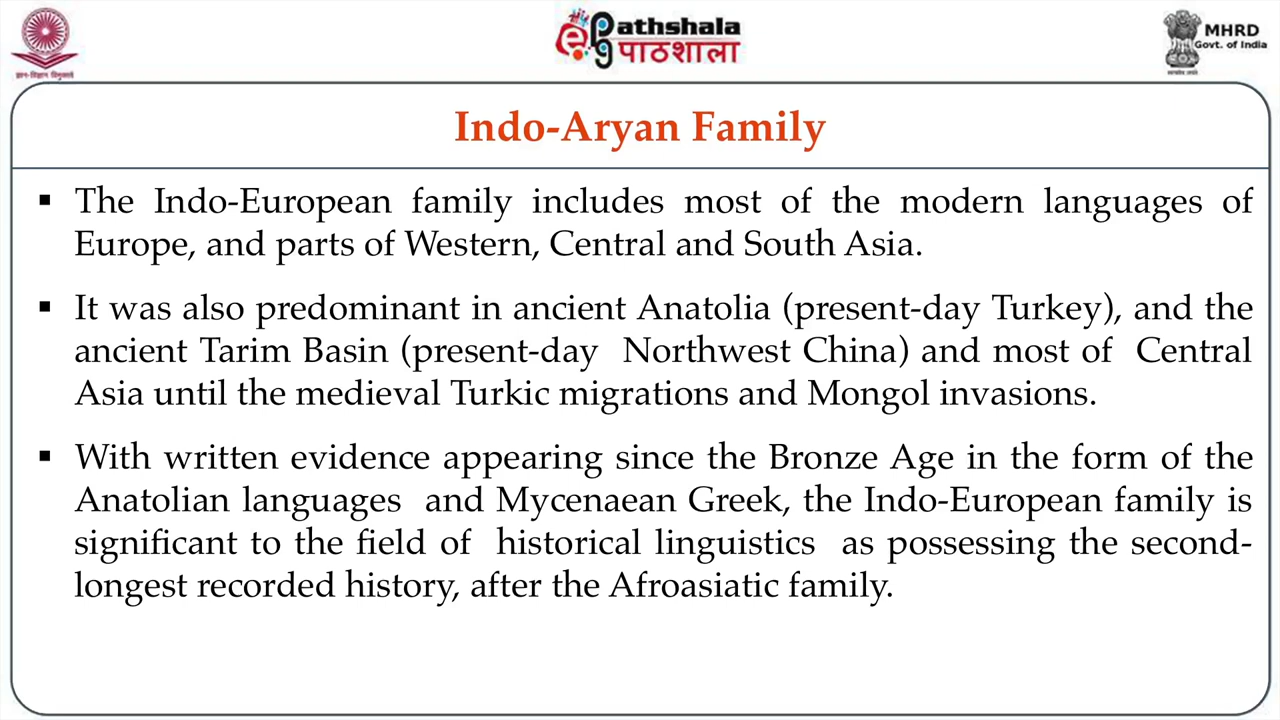 ज्ञान-विज्ञान विमुक्तये
ePathshala
पाठशाला
MHRD
Govt. of India
Indo-Aryan Family
▪ The Indo-European family includes most of the modern languages of
Europe, and parts of Western, Central and South Asia.
▪ It was also predominant in ancient Anatolia (present-day Turkey), and the
ancient Tarim Basin (present-day Northwest China) and most of Central
Asia until the medieval Turkic migrations and Mongol invasions.
▪ With written evidence appearing since the Bronze Age in the form of the
Anatolian languages and Mycenaean Greek, the Indo-European family is
significant to the field of historical linguistics as possessing the second-
longest recorded history, after the Afroasiatic family.